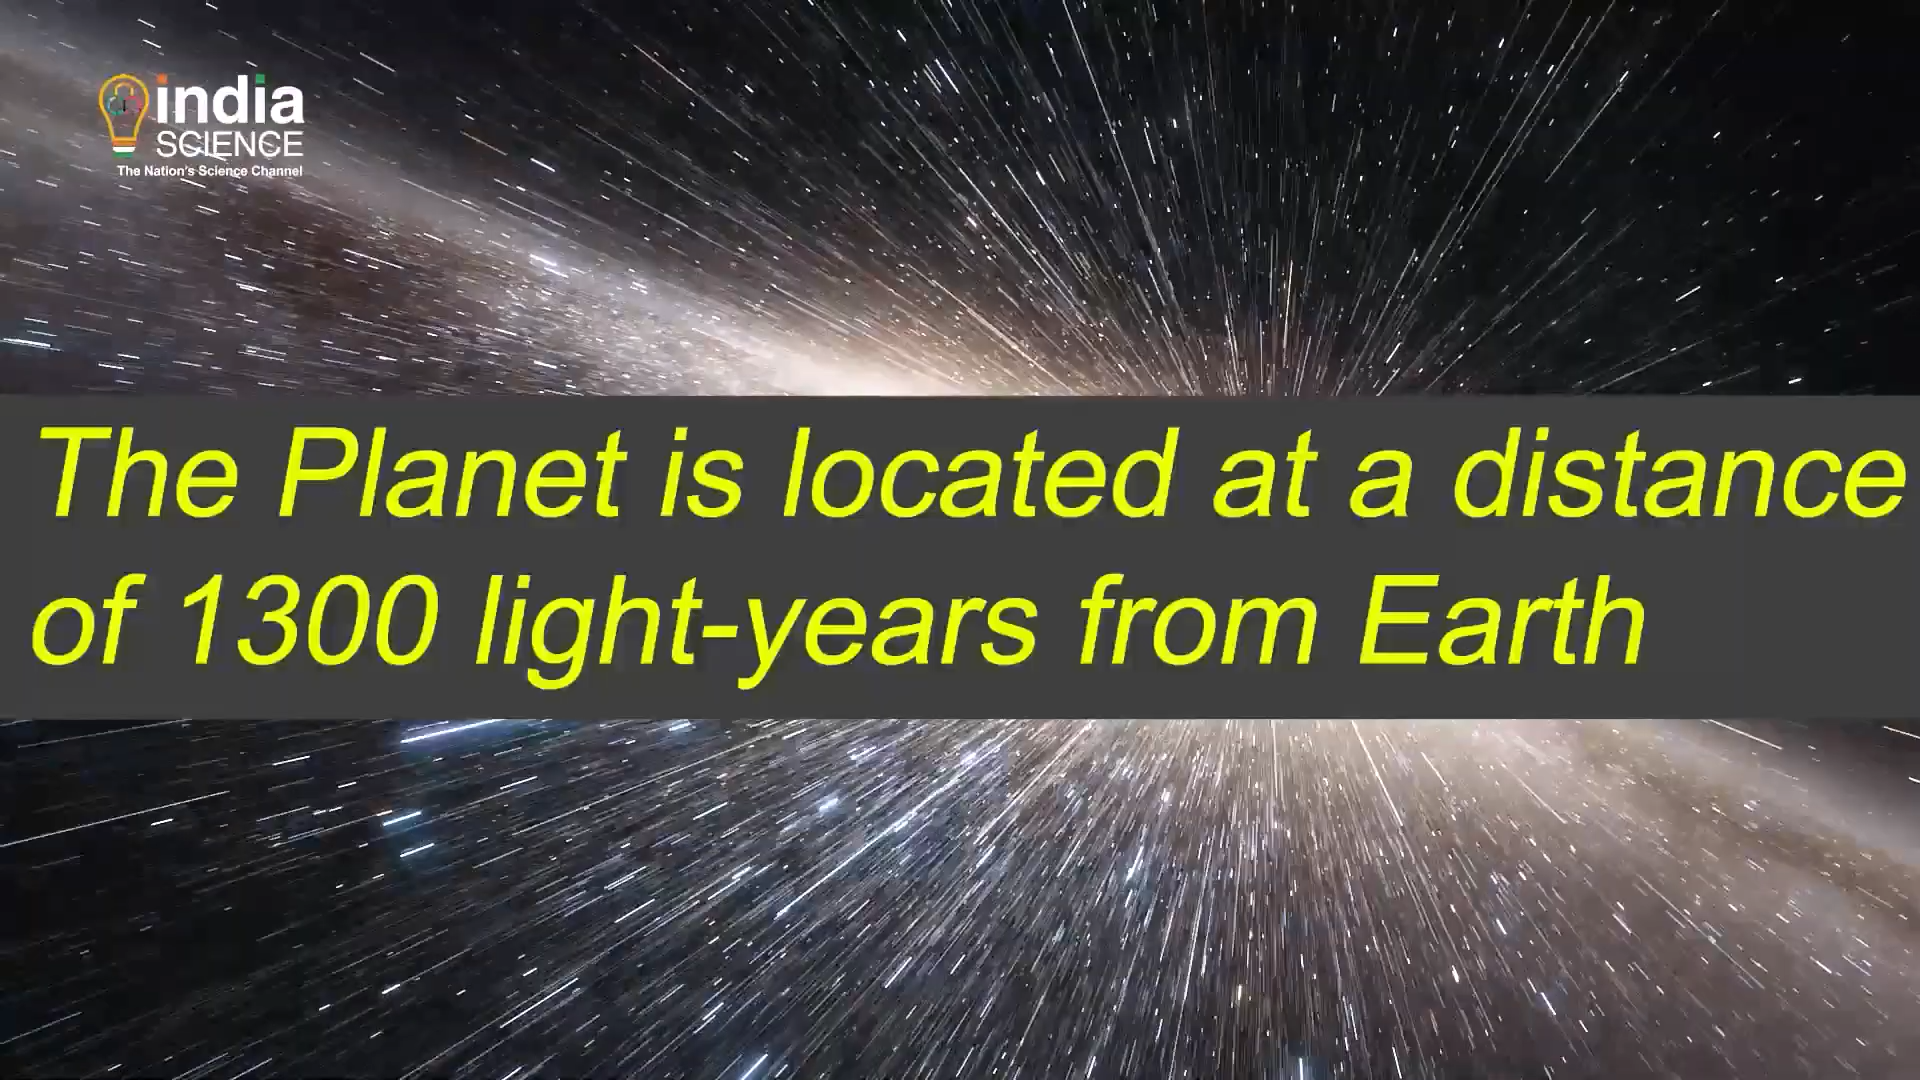 india
SCIENCE
The Nation's Science Channel
The Planet is located at a distance
of 1300 light-years from Earth